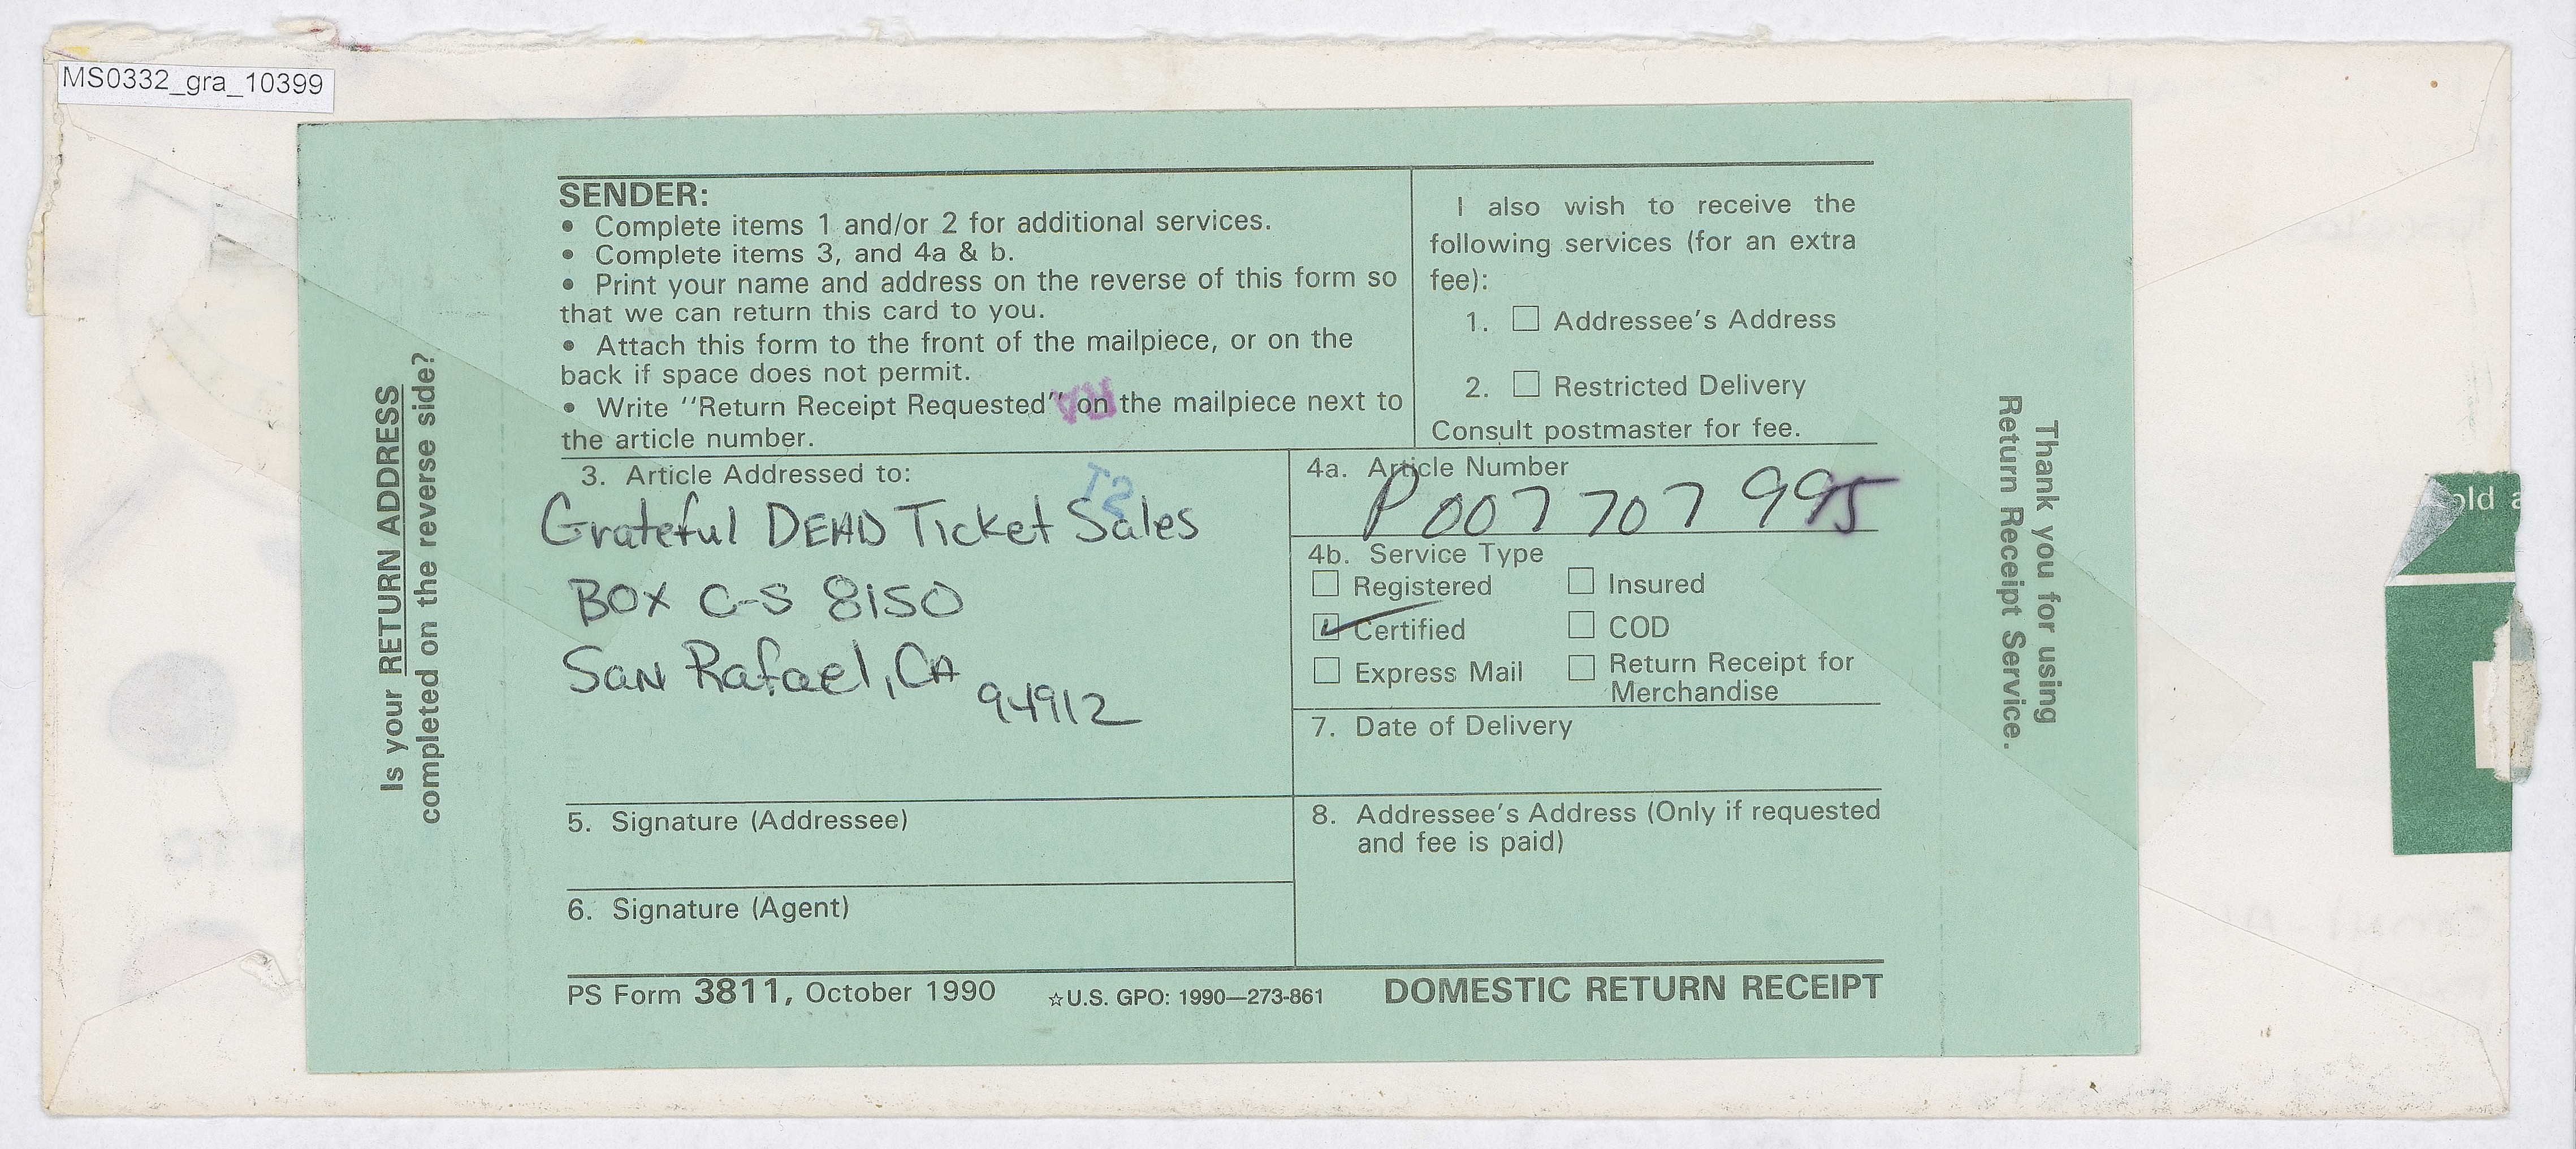 MS0332_gra_10399
SENDER:
• Complete items 1 and/or 2 for additional services.
• Complete items 3, and 4a & b.
• Print your name and address on the reverse of this form so
that we can return this card to you.
• Attach this form to the front of the mailpiece, or on the
back if space does not permit.
• Write "Return Receipt Requested" on the mailpiece next to
the article number.
I also wish to receive the
following services (for an extra
fee):
1. ☐ Addressee's Address
2. ☐ Restricted Delivery
Consult postmaster for fee.
3. Article Addressed to:
T2
Grateful DEAD Ticket Sales
BOX C-S 8150
SAN Rafael, CA
94912
4a. Article Number
P 007 707 995
4b. Service Type
☐ Registered ☐ Insured
☑ Certified ☐ COD
☐ Express Mail ☐ Return Receipt for
Merchandise
7. Date of Delivery
5. Signature (Addressee)
8. Addressee's Address (Only if requested
and fee is paid)
6. Signature (Agent)
PS Form 3811, October 1990 ☆U.S. GPO: 1990—273-861 DOMESTIC RETURN RECEIPT
Is your RETURN ADDRESS
completed on the reverse side?
Thank you for using
Return Receipt Service.
old a